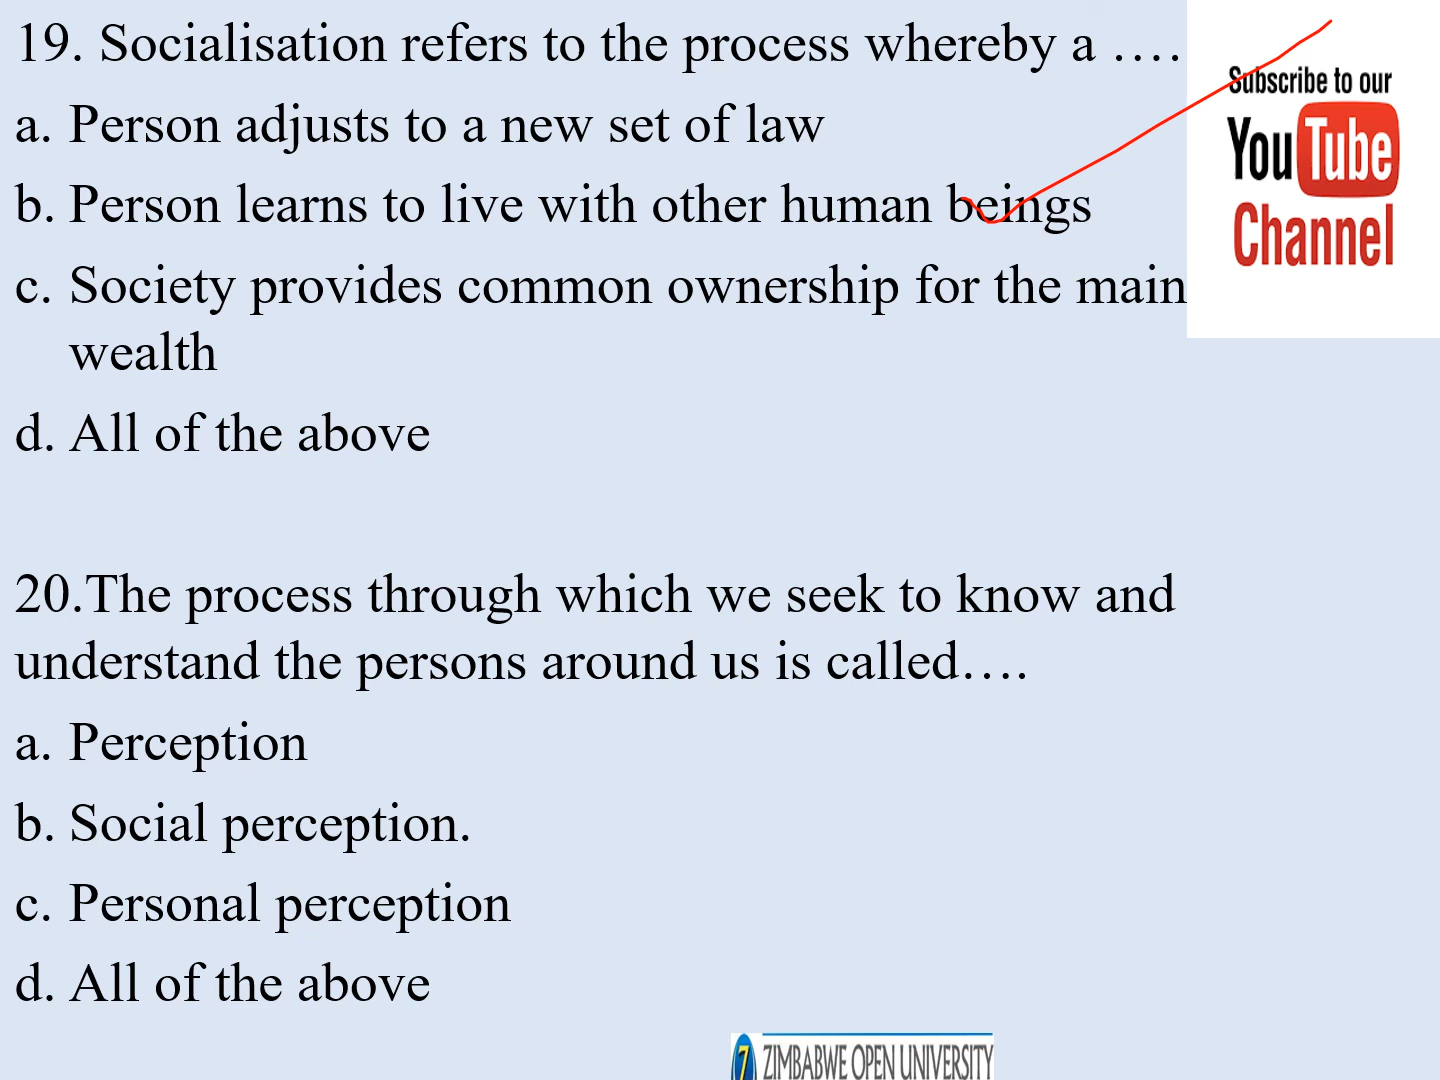 19. Socialisation refers to the process whereby a ….
a. Person adjusts to a new set of law
b. Person learns to live with other human beings
c. Society provides common ownership for the main
wealth
d. All of the above
Subscribe to our
YouTube
Channel
20.The process through which we seek to know and
understand the persons around us is called….
a. Perception
b. Social perception.
c. Personal perception
d. All of the above
ZIMBABWE OPEN UNIVERSITY